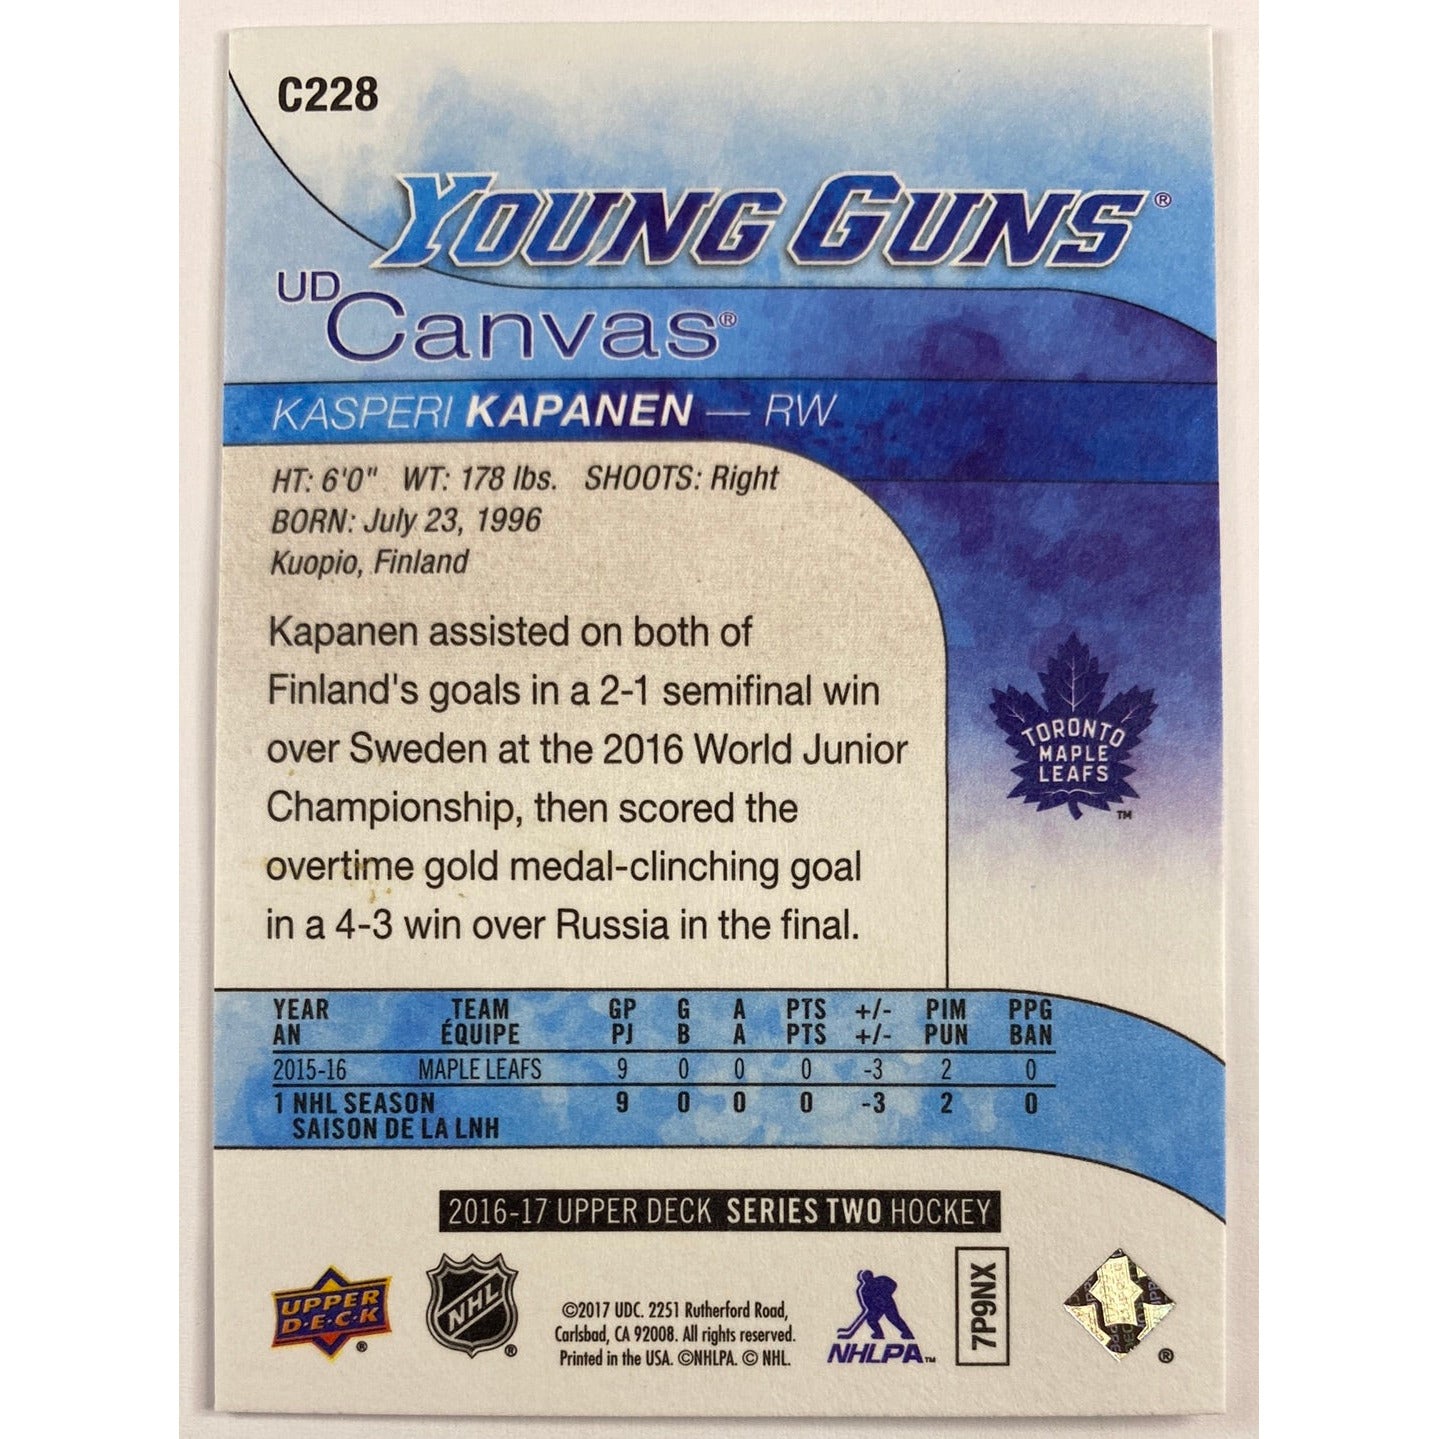 C228
YOUNG GUNS®
UD Canvas®
KASPERI KAPANEN — RW
HT: 6'0" WT: 178 lbs. SHOOTS: Right
BORN: July 23, 1996
Kuopio, Finland
Kapanen assisted on both of
Finland's goals in a 2-1 semifinal win
over Sweden at the 2016 World Junior
Championship, then scored the
overtime gold medal-clinching goal
in a 4-3 win over Russia in the final.
TORONTO
MAPLE
LEAFS
™
YEAR TEAM GP G A PTS +/- PIM PPG
AN ÉQUIPE PJ B A PTS +/- PUN BAN
2015-16 MAPLE LEAFS 9 0 0 0 -3 2 0
1 NHL SEASON 9 0 0 0 -3 2 0
SAISON DE LA LNH
2016-17 UPPER DECK SERIES TWO HOCKEY
UPPER
D·E·C·K
®
NHL
®
©2017 UDC. 2251 Rutherford Road,
Carlsbad, CA 92008. All rights reserved.
Printed in the USA. ©NHLPA. © NHL.
NHLPA™
7P9NX
®